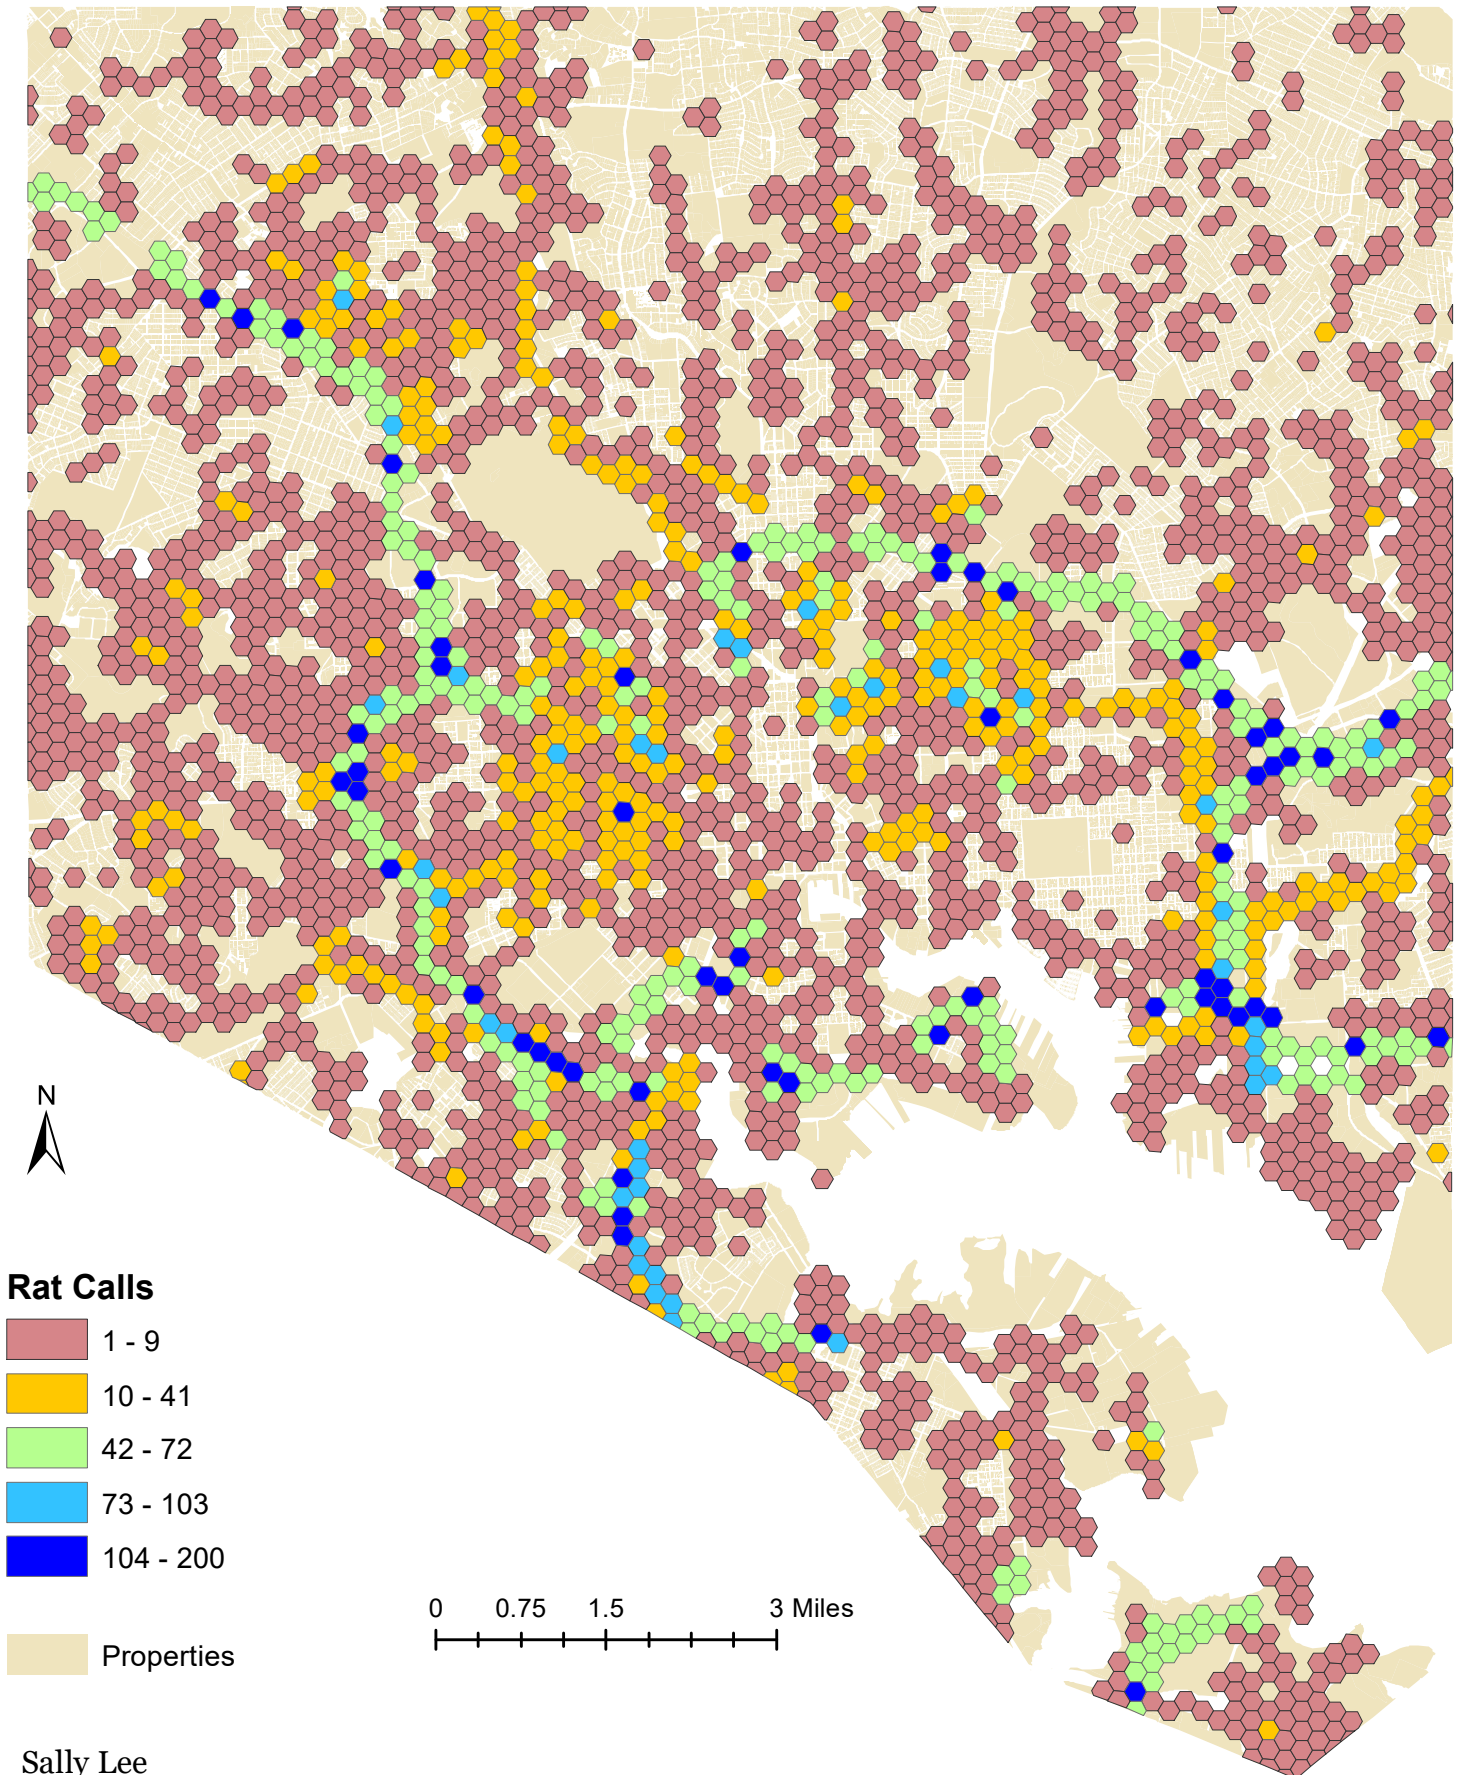 N
Rat Calls
1 - 9
10 - 41
42 - 72
73 - 103
104 - 200
Properties
0 0.75 1.5 3 Miles
Sally Lee